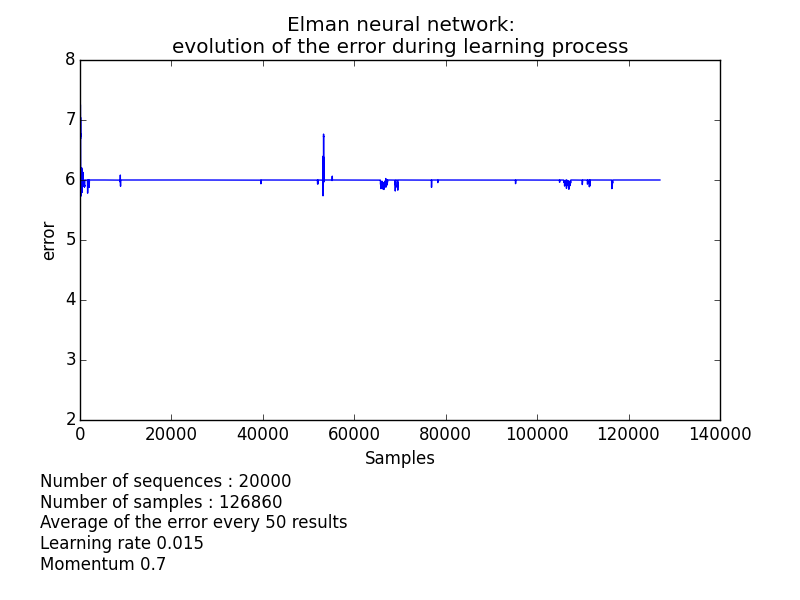 Elman neural network:
evolution of the error during learning process
8
7
6
5
4
3
2
error
0 20000 40000 60000 80000 100000 120000 140000
Samples
Number of sequences : 20000
Number of samples : 126860
Average of the error every 50 results
Learning rate 0.015
Momentum 0.7